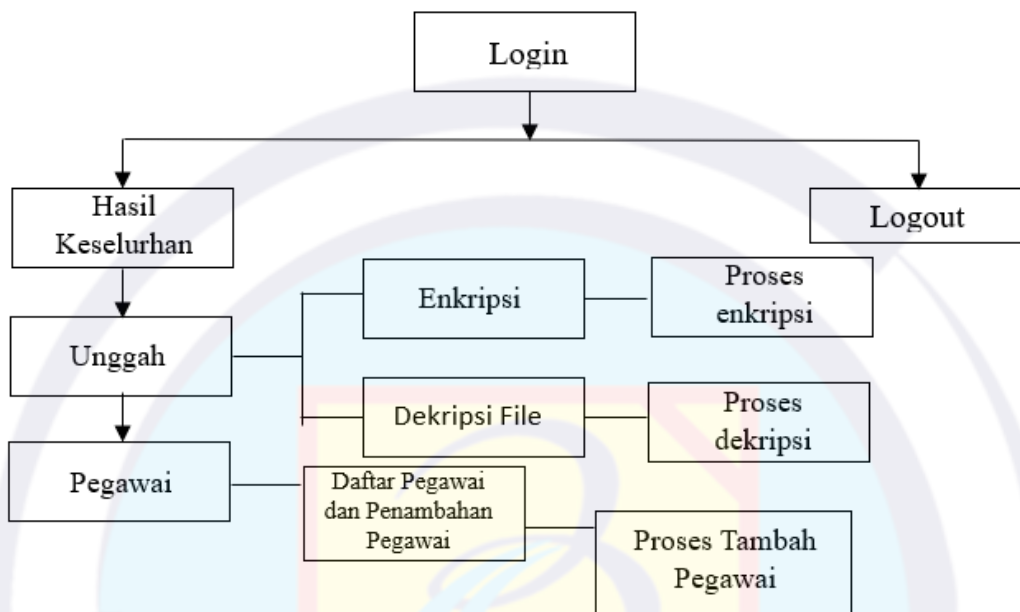 Login
Hasil
Keselurhan
Logout
Enkripsi
Proses
enkripsi
Unggah
Dekripsi File
Proses
dekripsi
Pegawai
Daftar Pegawai
dan Penambahan
Pegawai
Proses Tambah
Pegawai